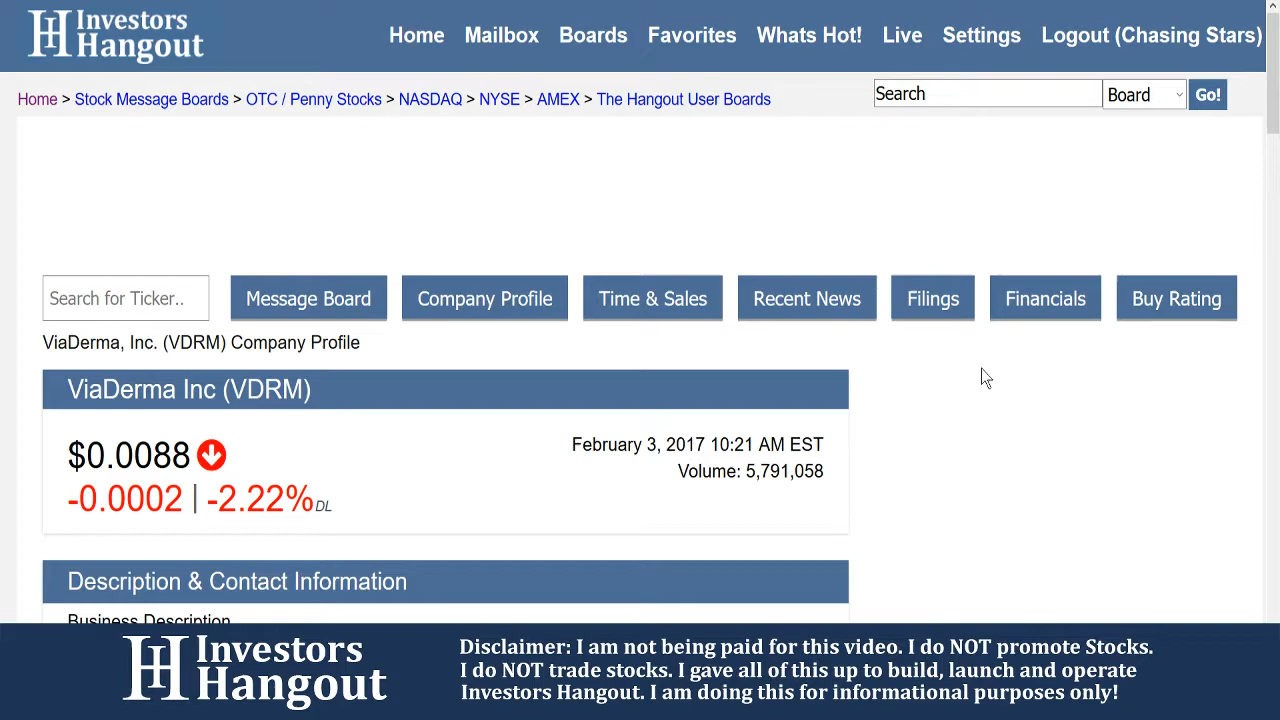 Investors Hangout
Home Mailbox Boards Favorites Whats Hot! Live Settings Logout (Chasing Stars)
Home > Stock Message Boards > OTC / Penny Stocks > NASDAQ > NYSE > AMEX > The Hangout User Boards
Search Board Go!
Search for Ticker.. Message Board Company Profile Time & Sales Recent News Filings Financials Buy Rating
ViaDerma, Inc. (VDRM) Company Profile
ViaDerma Inc (VDRM)
$0.0088
-0.0002 | -2.22% DL
February 3, 2017 10:21 AM EST
Volume: 5,791,058
Description & Contact Information
Business Description
Investors
Hangout
Disclaimer: I am not being paid for this video. I do NOT promote Stocks.
I do NOT trade stocks. I gave all of this up to build, launch and operate
Investors Hangout. I am doing this for informational purposes only!